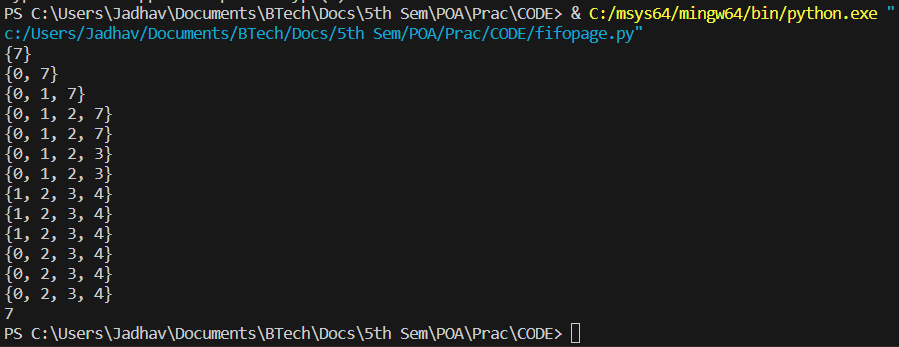 PS C:\Users\Jadhav\Documents\BTech\Docs\5th Sem\POA\Prac\CODE> & C:/msys64/mingw64/bin/python.exe "
c:/Users/Jadhav/Documents/BTech/Docs/5th Sem/POA/Prac/CODE/fifopage.py"
{7}
{0, 7}
{0, 1, 7}
{0, 1, 2, 7}
{0, 1, 2, 7}
{0, 1, 2, 3}
{0, 1, 2, 3}
{1, 2, 3, 4}
{1, 2, 3, 4}
{1, 2, 3, 4}
{0, 2, 3, 4}
{0, 2, 3, 4}
{0, 2, 3, 4}
7
PS C:\Users\Jadhav\Documents\BTech\Docs\5th Sem\POA\Prac\CODE>